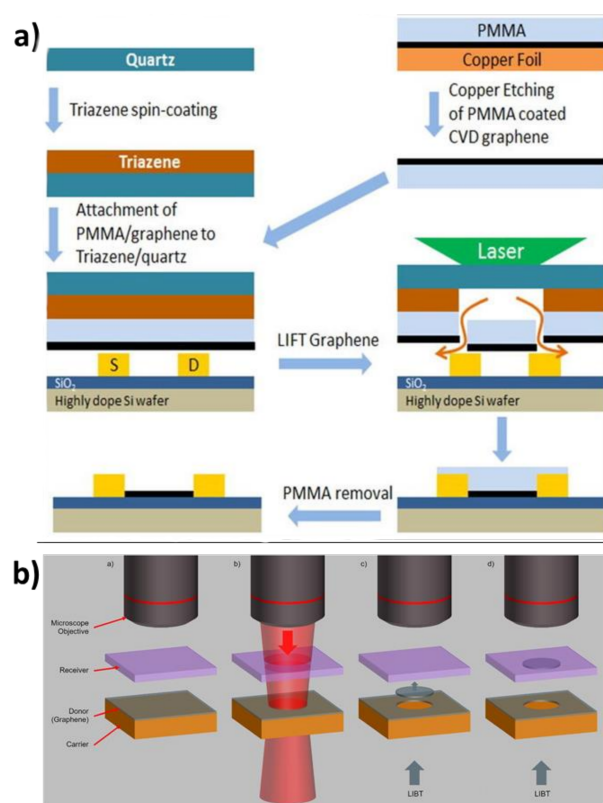 a)
Quartz
Triazene spin-coating
Triazene
Attachment of
PMMA/graphene to
Triazene/quartz
PMMA
Copper Foil
Copper Etching
of PMMA coated
CVD graphene
S
D
SiO₂
Highly dope Si wafer
LIFT Graphene
Laser
SiO₂
Highly dope Si wafer
PMMA removal
b)
a)
b)
c)
d)
Microscope
Objective
Receiver
Donor
(Graphene)
Carrier
LIBT
LIBT